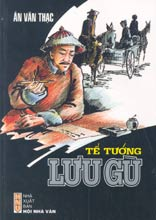 ÁN VĂN THẠC
TỂ TƯỚNG
LƯU GÙ
NHÀ
XUẤT
BẢN
HỘI NHÀ VĂN